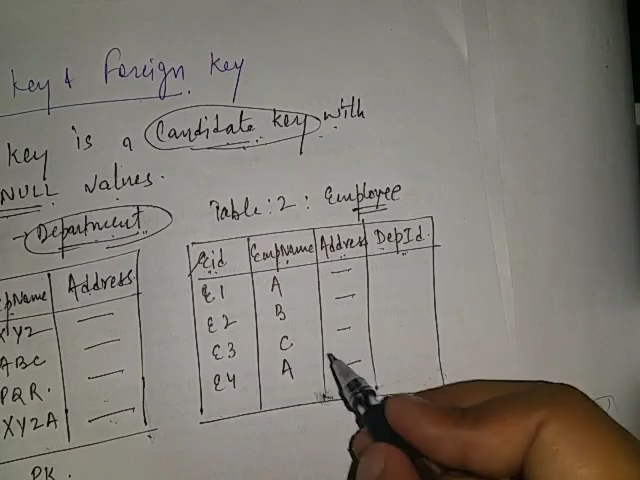 Key & Foreign Key
Key is a Candidate Key with
NULL Values.
→ Department
Table:2: Employee
pName Address
XYZ —
ABC —
PQR. —
XYZA —
PK.
Eid EmpName Address DepId.
E1 A —
E2 B —
E3 C —
E4 A —